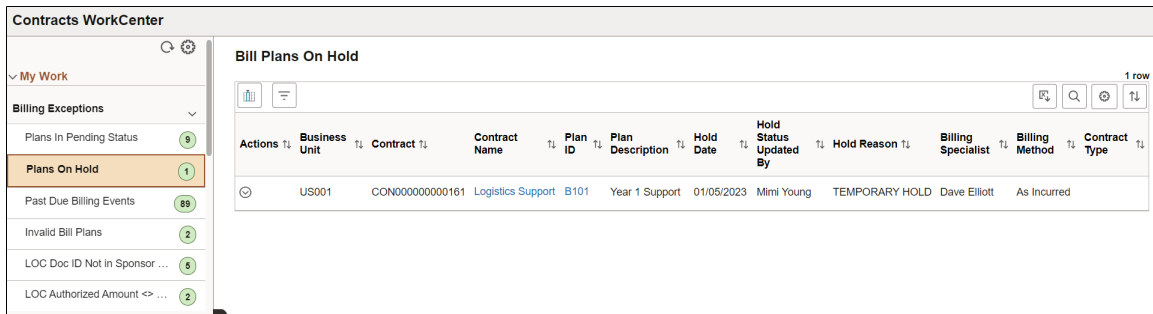 Contracts WorkCenter
My Work
Billing Exceptions
Plans In Pending Status 9
Plans On Hold 1
Past Due Billing Events 89
Invalid Bill Plans 2
LOC Doc ID Not in Sponsor ... 5
LOC Authorized Amount <> ... 2
Bill Plans On Hold
1 row
Actions Business Unit Contract Contract Name Plan ID Plan Description Hold Date Hold Status Updated By Hold Reason Billing Specialist Billing Method Contract Type
US001 CON000000000161 Logistics Support B101 Year 1 Support 01/05/2023 Mimi Young TEMPORARY HOLD Dave Elliott As Incurred